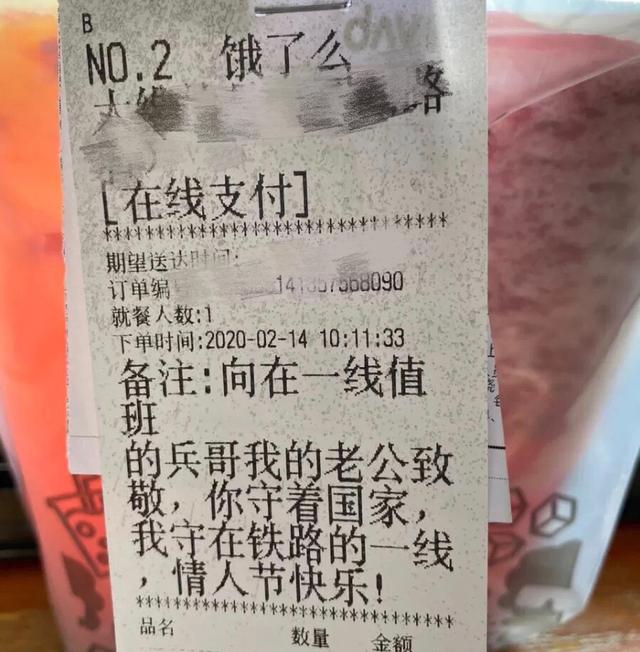 B
NO.2 饿了么
路
[在线支付]
********************************
期望送达时间:
订单编
就餐人数:1
下单时间:2020-02-14 10:11:33
备注:向在一线值
班
的兵哥我的老公致
敬，你守着国家，
我守在铁路的一线
，情人节快乐!
********************************
品名 数量 金额